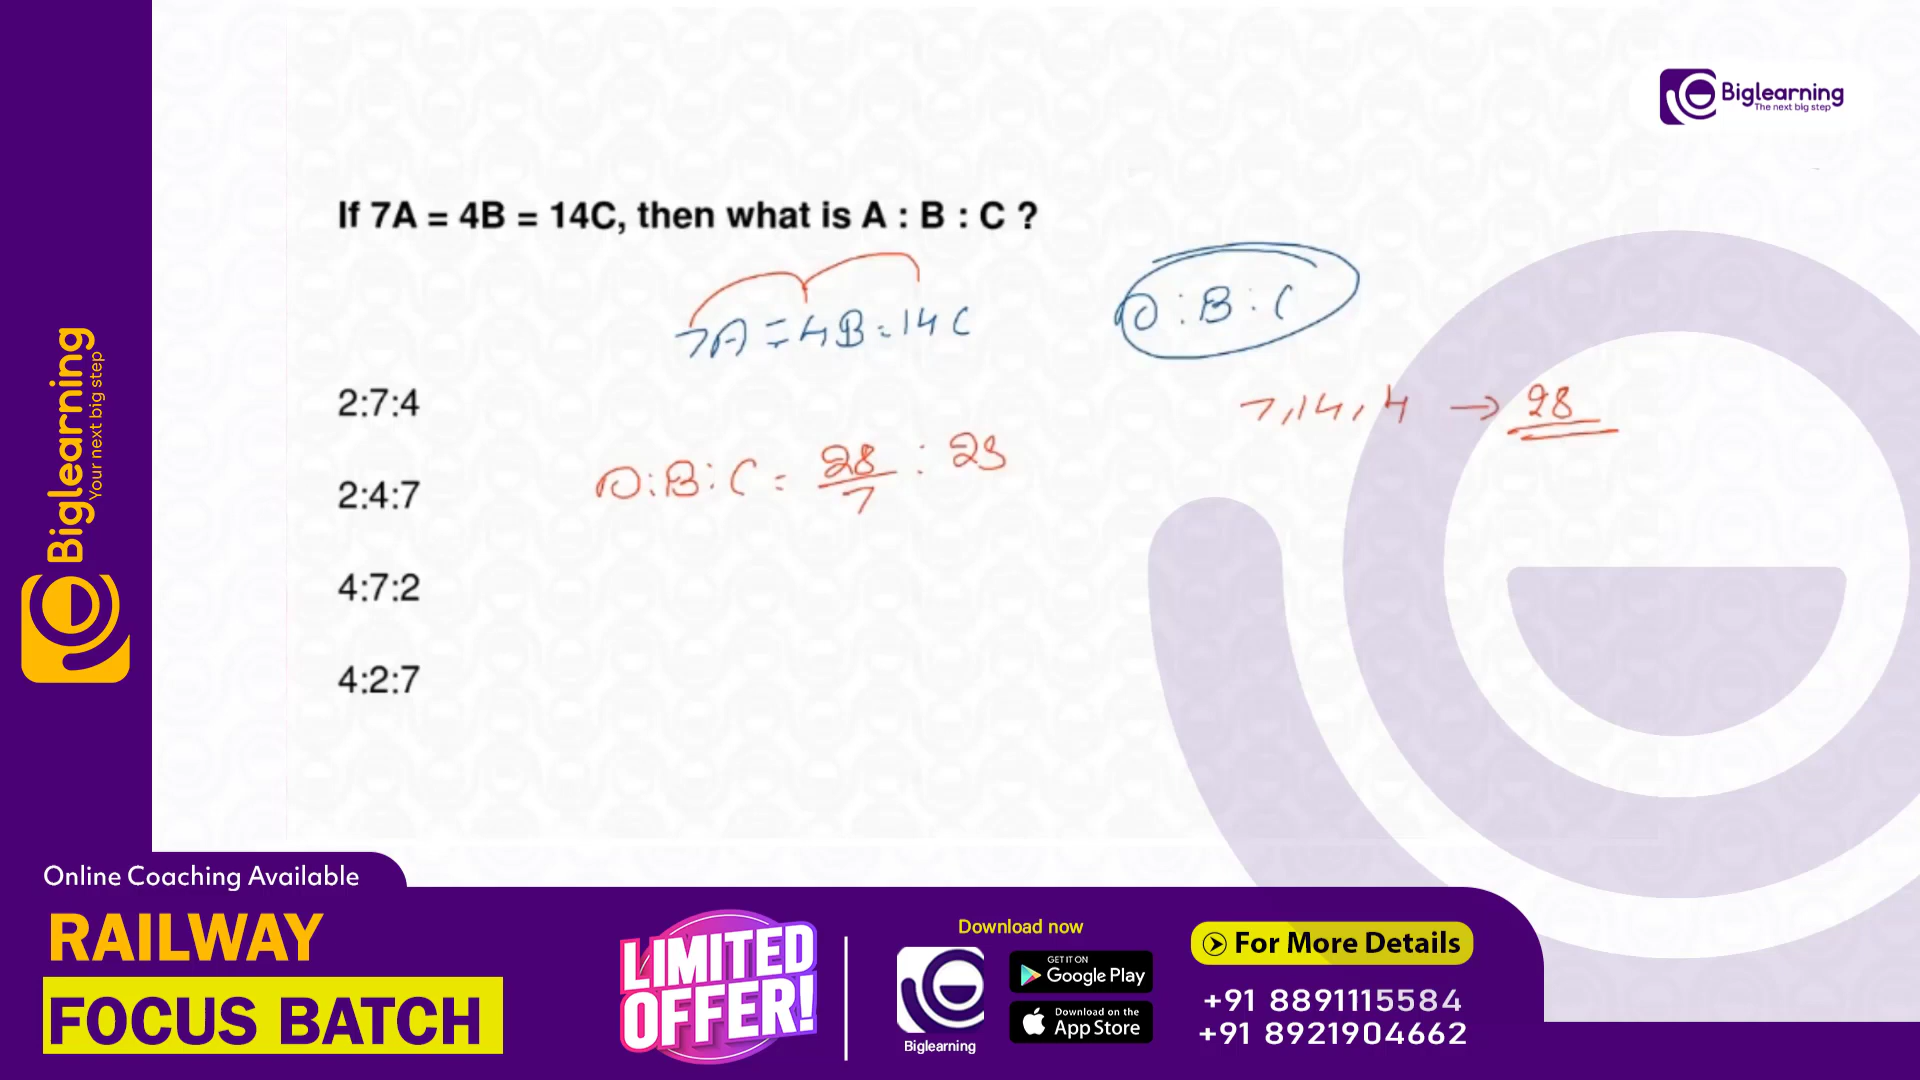 Biglearning
The next big step
If 7A = 4B = 14C, then what is A : B : C ?
7A = 4B = 14C
A : B : C
2:7:4
7, 14, 4 → 28
A : B : C = 28/7 : 28
2:4:7
4:7:2
4:2:7
Biglearning
Your next big step
Online Coaching Available
RAILWAY
FOCUS BATCH
LIMITED
OFFER!
Download now
Biglearning
GET IT ON
Google Play
Download on the
App Store
For More Details
+91 8891115584
+91 8921904662